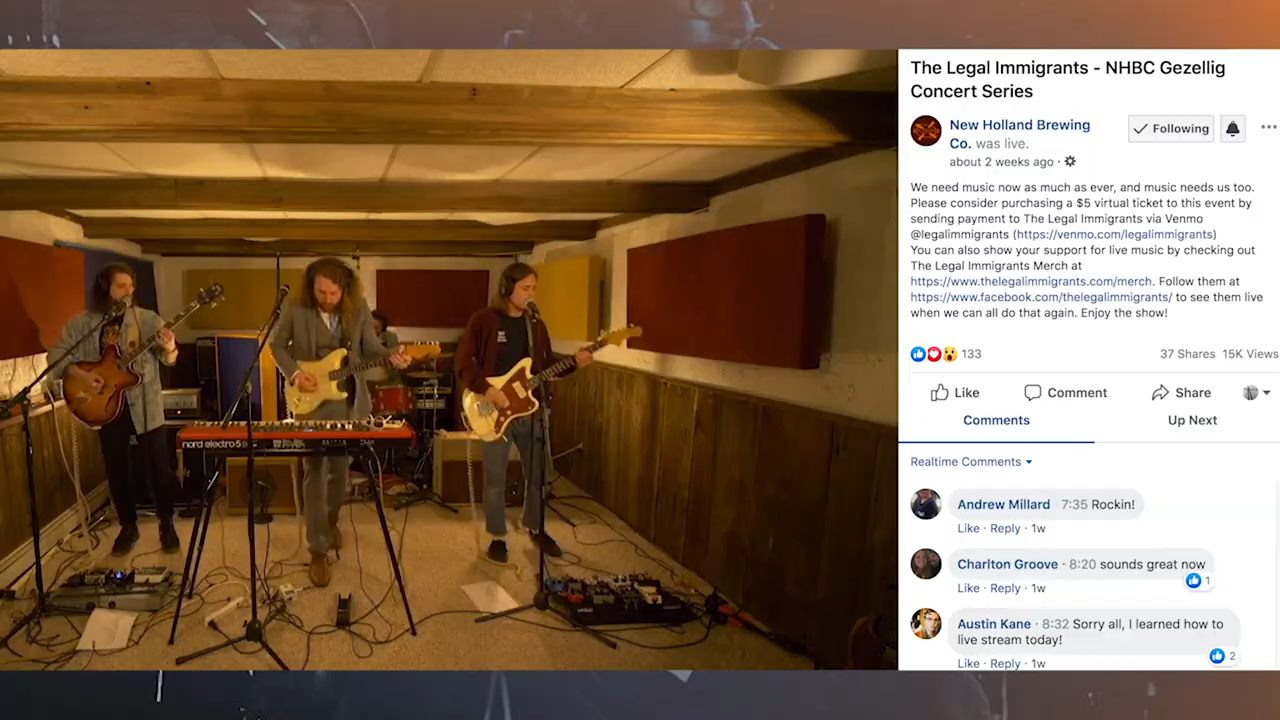 The Legal Immigrants - NHBC Gezellig
Concert Series
New Holland Brewing
Co. was live.
Following
about 2 weeks ago ·
We need music now as much as ever, and music needs us too.
Please consider purchasing a $5 virtual ticket to this event by
sending payment to The Legal Immigrants via Venmo
@legalimmigrants (https://venmo.com/legalimmigrants)
You can also show your support for live music by checking out
The Legal Immigrants Merch at
https://www.thelegalimmigrants.com/merch. Follow them at
https://www.facebook.com/thelegalimmigrants/ to see them live
when we can all do that again. Enjoy the show!
133
37 Shares 15K Views
Like Comment Share
Comments Up Next
Realtime Comments
Andrew Millard · 7:35 Rockin!
Like · Reply · 1w
Charlton Groove · 8:20 sounds great now
1
Like · Reply · 1w
Austin Kane · 8:32 Sorry all, I learned how to
live stream today!
2
Like · Reply · 1w
nord electro 5